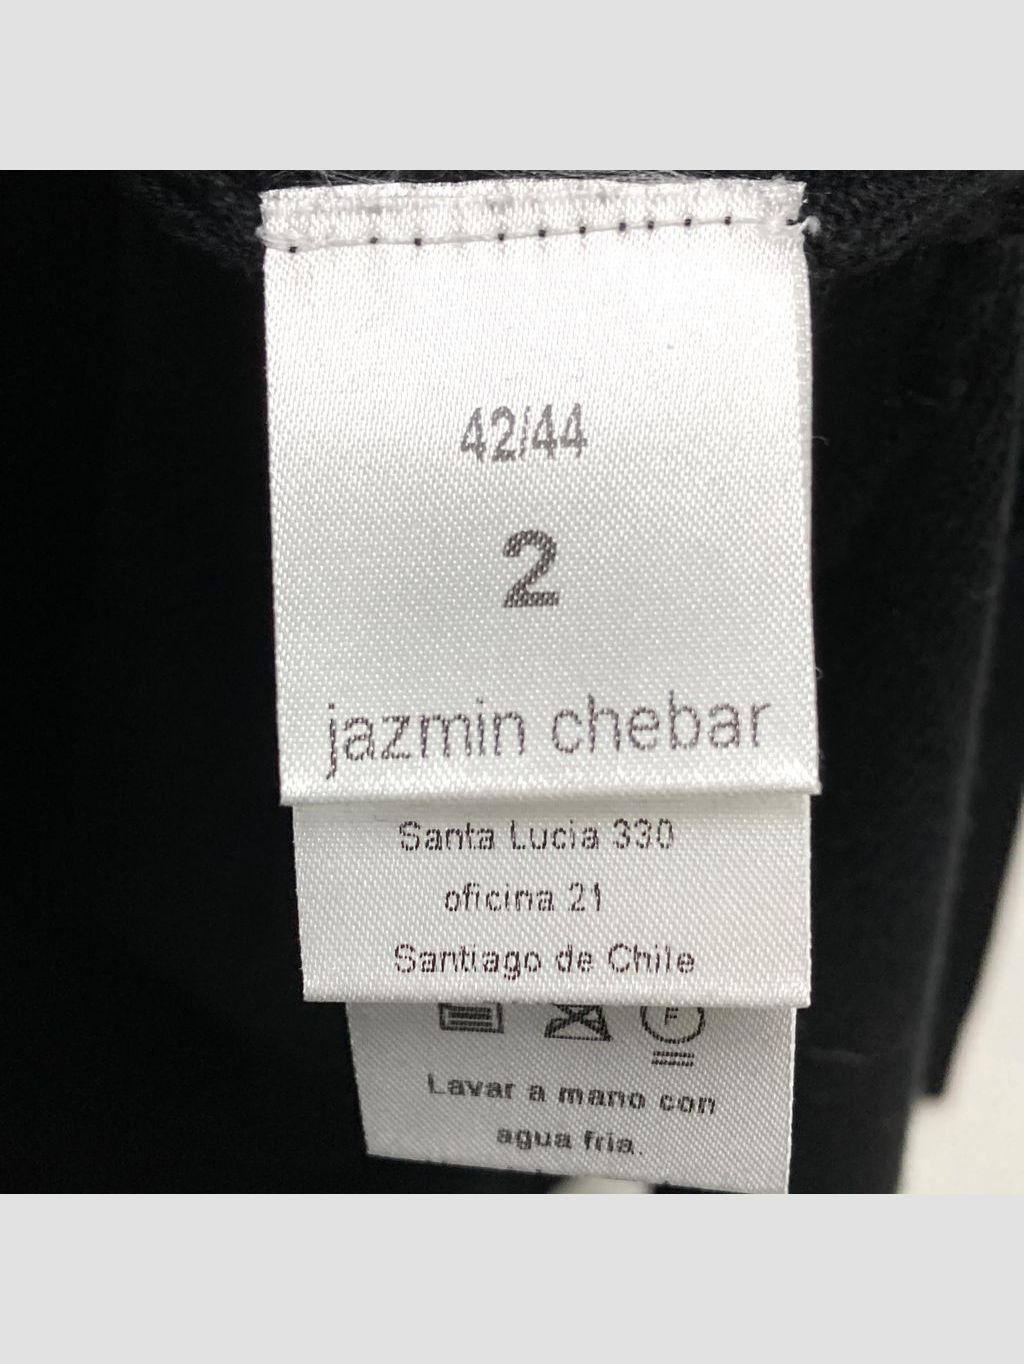 42/44
2
jazmin chebar
Santa Lucia 330
oficina 21
Santiago de Chile
F
Lavar a mano con
agua fria.